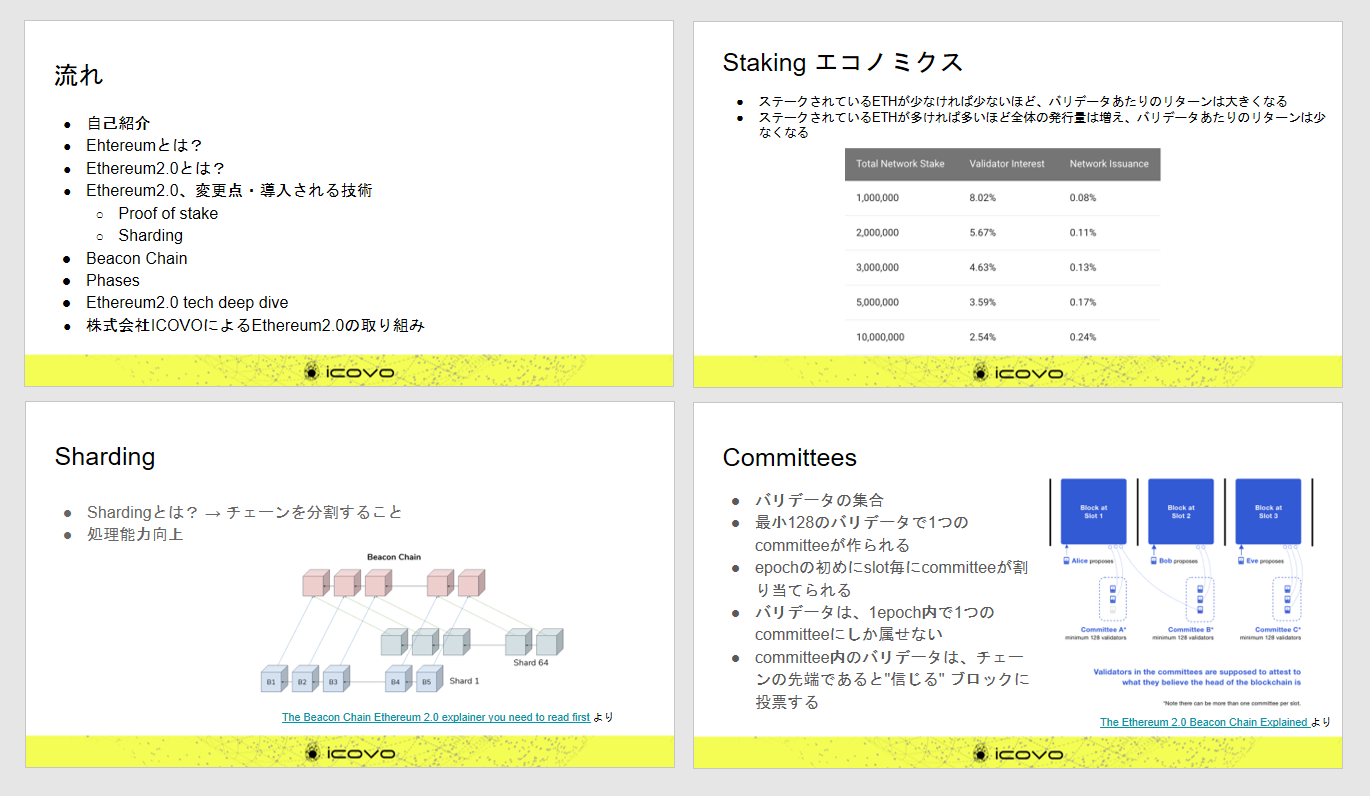 流れ
自己紹介
Ehtereumとは？
Ethereum2.0とは？
Ethereum2.0、変更点・導入される技術
Proof of stake
Sharding
Beacon Chain
Phases
Ethereum2.0 tech deep dive
株式会社ICOVOによるEthereum2.0の取り組み
icovo
Staking エコノミクス
ステークされているETHが少なければ少ないほど、バリデータあたりのリターンは大きくなる
ステークされているETHが多ければ多いほど全体の発行量は増え、バリデータあたりのリターンは少
なくなる
Total Network Stake Validator Interest Network Issuance
1,000,000 8.02% 0.08%
2,000,000 5.67% 0.11%
3,000,000 4.63% 0.13%
5,000,000 3.59% 0.17%
10,000,000 2.54% 0.24%
icovo
Sharding
Shardingとは？ → チェーンを分割すること
処理能力向上
Beacon Chain
Shard 64
B1 B2 B3 B4 B5 Shard 1
The Beacon Chain Ethereum 2.0 explainer you need to read first より
icovo
Committees
バリデータの集合
最小128のバリデータで1つの
committeeが作られる
epochの初めにslot毎にcommitteeが割
り当てられる
バリデータは、1epoch内で1つの
committeeにしか属せない
committee内のバリデータは、チェー
ンの先端であると"信じる" ブロックに
投票する
Block at
Slot 1
Block at
Slot 2
Block at
Slot 3
Alice proposes
Bob proposes
Eve proposes
Committee A*
minimum 128 validators
Committee B*
minimum 128 validators
Committee C*
minimum 128 validators
Validators in the committees are supposed to attest to
what they believe the head of the blockchain is
*Note there can be more than one committee per slot.
The Ethereum 2.0 Beacon Chain Explained より
icovo